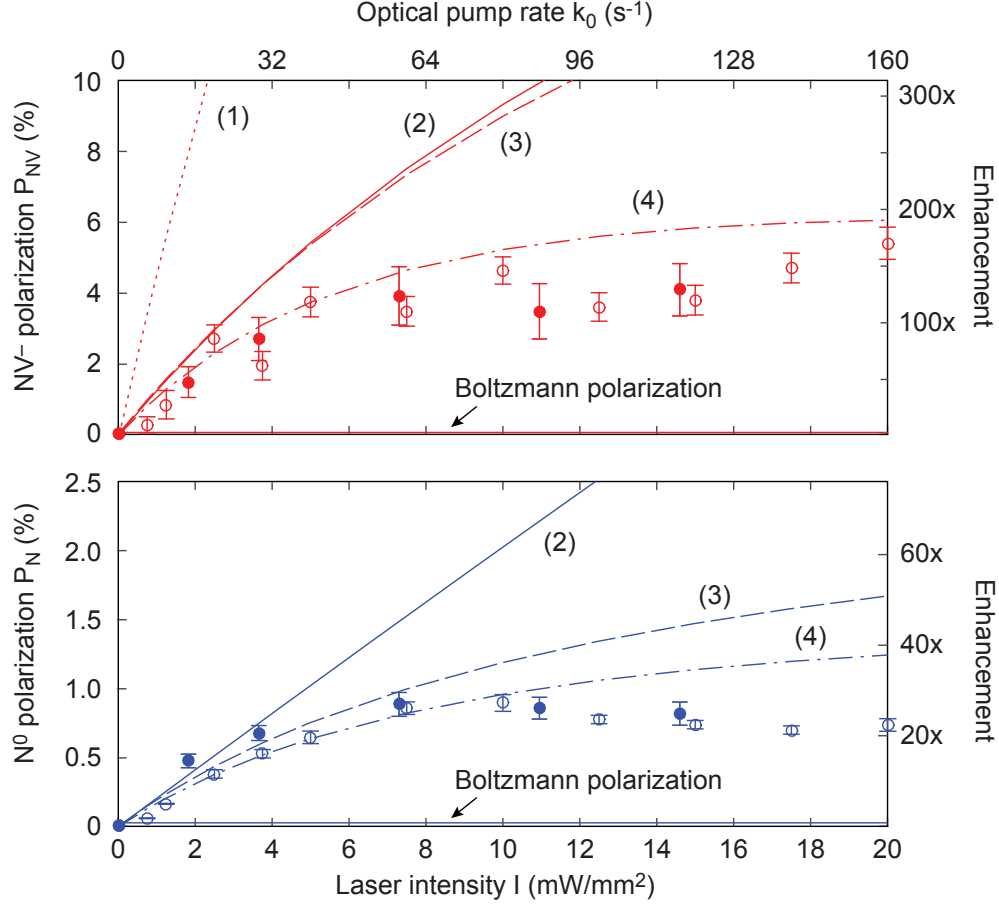 Optical pump rate k₀ (s⁻¹)
0 32 64 96 128 160
10
8
6
4
2
0
NV⁻ polarization P_NV (%)
(1)
(2)
(3)
(4)
Boltzmann polarization
300x
200x
100x
Enhancement
2.5
2.0
1.5
1.0
0.5
0
N⁰ polarization P_N (%)
(2)
(3)
(4)
Boltzmann polarization
60x
40x
20x
Enhancement
0 2 4 6 8 10 12 14 16 18 20
Laser intensity I (mW/mm²)